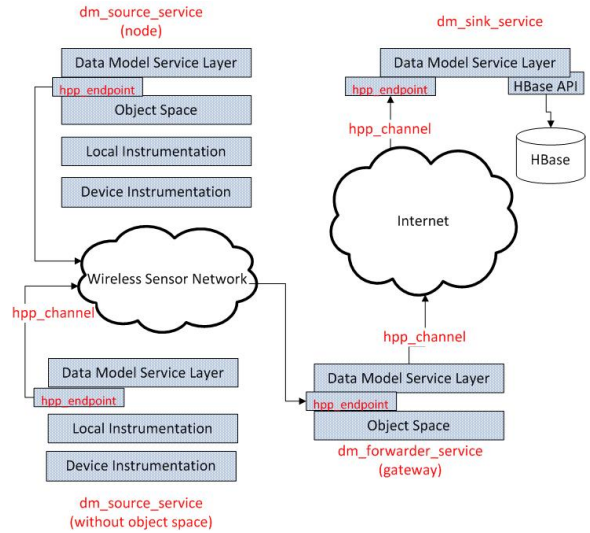 dm_source_service
(node)
Data Model Service Layer
hpp_endpoint
Object Space
Local Instrumentation
Device Instrumentation
Wireless Sensor Network
hpp_channel
Data Model Service Layer
hpp_endpoint
Local Instrumentation
Device Instrumentation
dm_source_service
(without object space)
dm_sink_service
Data Model Service Layer
hpp_endpoint
HBase API
hpp_channel
HBase
Internet
hpp_channel
Data Model Service Layer
hpp_endpoint
Object Space
dm_forwarder_service
(gateway)